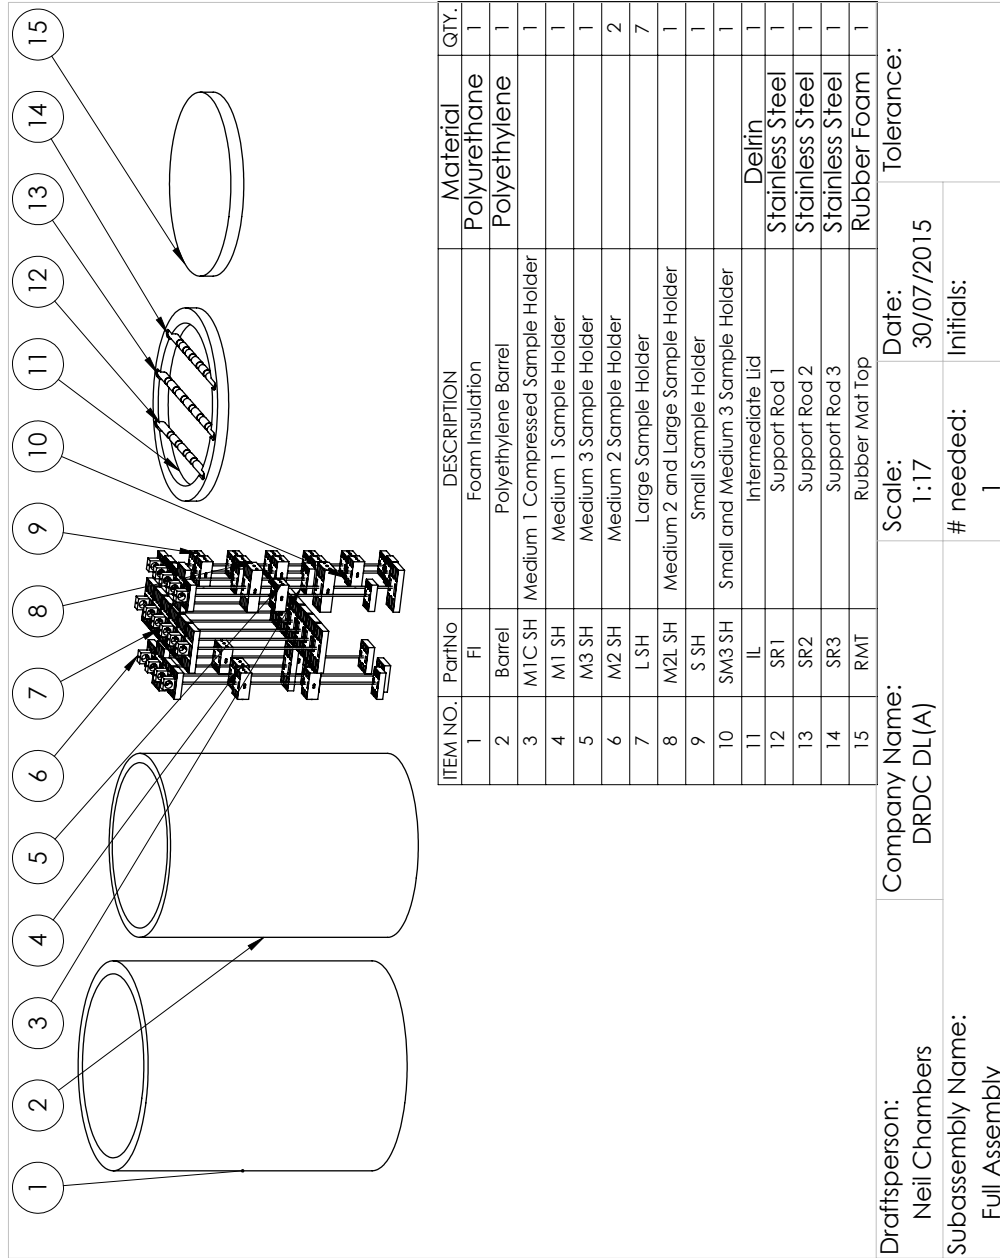 1
2
3
4
5
6
7
8
9
10
11
12
13
14
15
ITEM NO. PartNo DESCRIPTION Material QTY.
1 FI Foam Insulation Polyurethane 1
2 Barrel Polyethylene Barrel Polyethylene 1
3 M1C SH Medium 1 Compressed Sample Holder 1
4 M1 SH Medium 1 Sample Holder 1
5 M3 SH Medium 3 Sample Holder 1
6 M2 SH Medium 2 Sample Holder 2
7 L SH Large Sample Holder 7
8 M2L SH Medium 2 and Large Sample Holder 1
9 S SH Small Sample Holder 1
10 SM3 SH Small and Medium 3 Sample Holder 1
11 IL Intermediate Lid Delrin 1
12 SR1 Support Rod 1 Stainless Steel 1
13 SR2 Support Rod 2 Stainless Steel 1
14 SR3 Support Rod 3 Stainless Steel 1
15 RMT Rubber Mat Top Rubber Foam 1
Draftsperson:
Neil Chambers
Company Name:
DRDC DL(A)
Scale:
1:17
Date:
30/07/2015
Tolerance:
Subassembly Name:
Full Assembly
# needed:
1
Initials: